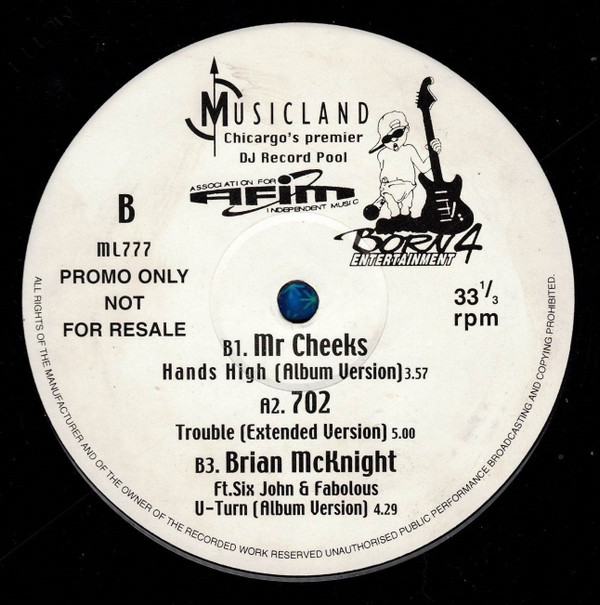 MUSICLAND
Chicargo's premier
DJ Record Pool
ASSOCIATION FOR
AFIM
INDEPENDENT MUSIC
BORN 4
ENTERTAINMENT
B
ML777
PROMO ONLY
NOT
FOR RESALE
33 1/3
rpm
B1. Mr Cheeks
Hands High (Album Version) 3.57
A2. 702
Trouble (Extended Version) 5.00
B3. Brian McKnight
Ft.Six John & Fabolous
U-Turn (Album Version) 4.29
ALL RIGHTS OF THE MANUFACTURER AND OF THE OWNER OF THE RECORDED WORK RESERVED UNAUTHORISED PUBLIC PERFORMANCE BROADCASTING AND COPYING PROHIBITED.